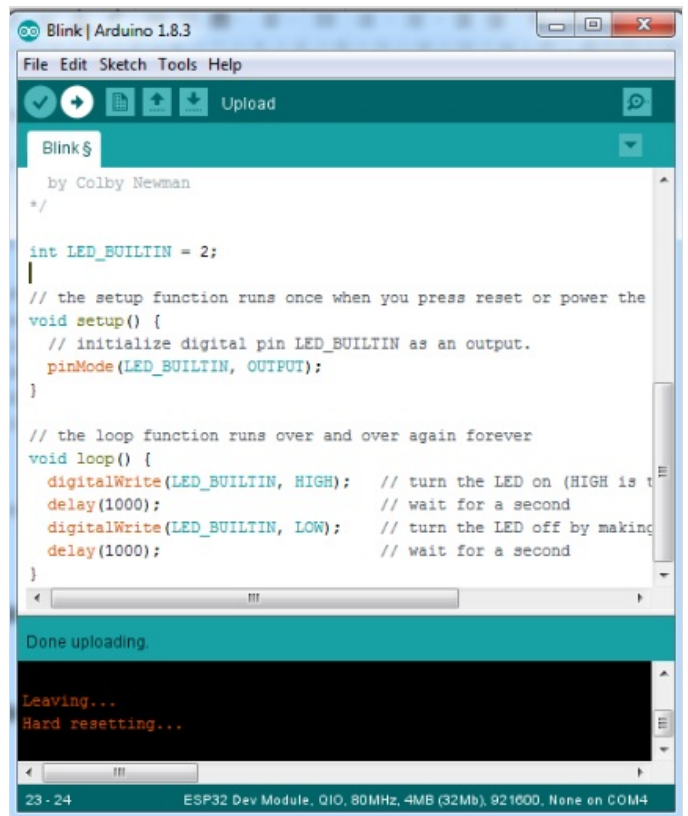 Blink | Arduino 1.8.3
File Edit Sketch Tools Help
Upload
Blink §
by Colby Newman
*/
int LED_BUILTIN = 2;
// the setup function runs once when you press reset or power the
void setup() {
// initialize digital pin LED_BUILTIN as an output.
pinMode(LED_BUILTIN, OUTPUT);
}
// the loop function runs over and over again forever
void loop() {
digitalWrite(LED_BUILTIN, HIGH); // turn the LED on (HIGH is t
delay(1000); // wait for a second
digitalWrite(LED_BUILTIN, LOW); // turn the LED off by making
delay(1000); // wait for a second
}
Done uploading.
Leaving...
Hard resetting...
23 - 24 ESP32 Dev Module, QIO, 80MHz, 4MB (32Mb), 921600, None on COM4